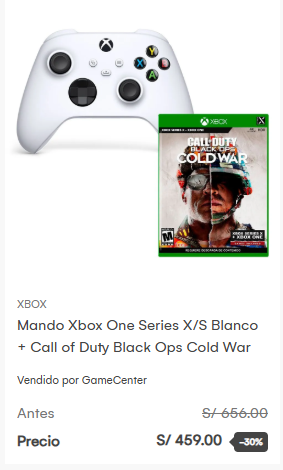 Y
X
B
A
XBOX
SERIES X
CALL OF DUTY
BLACK OPS
COLD WAR
M
XBOX SERIES X
+ XBOX ONE
XBOX
Mando Xbox One Series X/S Blanco
+ Call of Duty Black Ops Cold War
Vendido por GameCenter
Antes S/ 656.00
Precio S/ 459.00 -30%